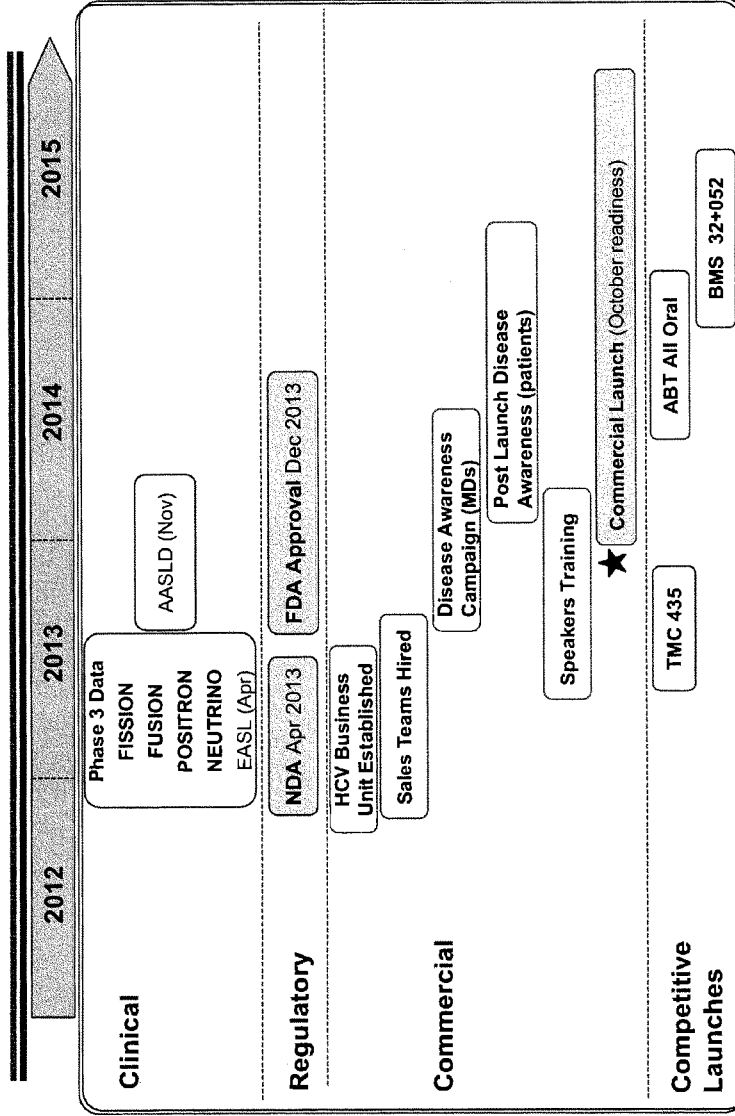 2012
2013
2014
2015
Clinical
Phase 3 Data
FISSION
FUSION
POSITRON
NEUTRINO
EASL (Apr)
AASLD (Nov)
Regulatory
NDA Apr 2013
FDA Approval Dec 2013
Commercial
HCV Business
Unit Established
Sales Teams Hired
Disease Awareness
Campaign (MDs)
Post Launch Disease
Awareness (patients)
Speakers Training
Commercial Launch (October readiness)
Competitive
Launches
TMC 435
ABT All Oral
BMS 32+052